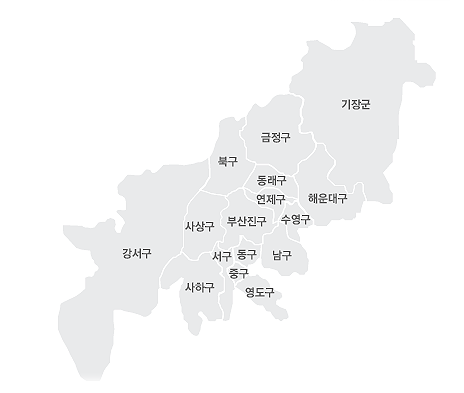 기장군
금정구
북구
동래구
연제구
해운대구
수영구
부산진구
사상구
강서구
서구
동구
남구
중구
사하구
영도구